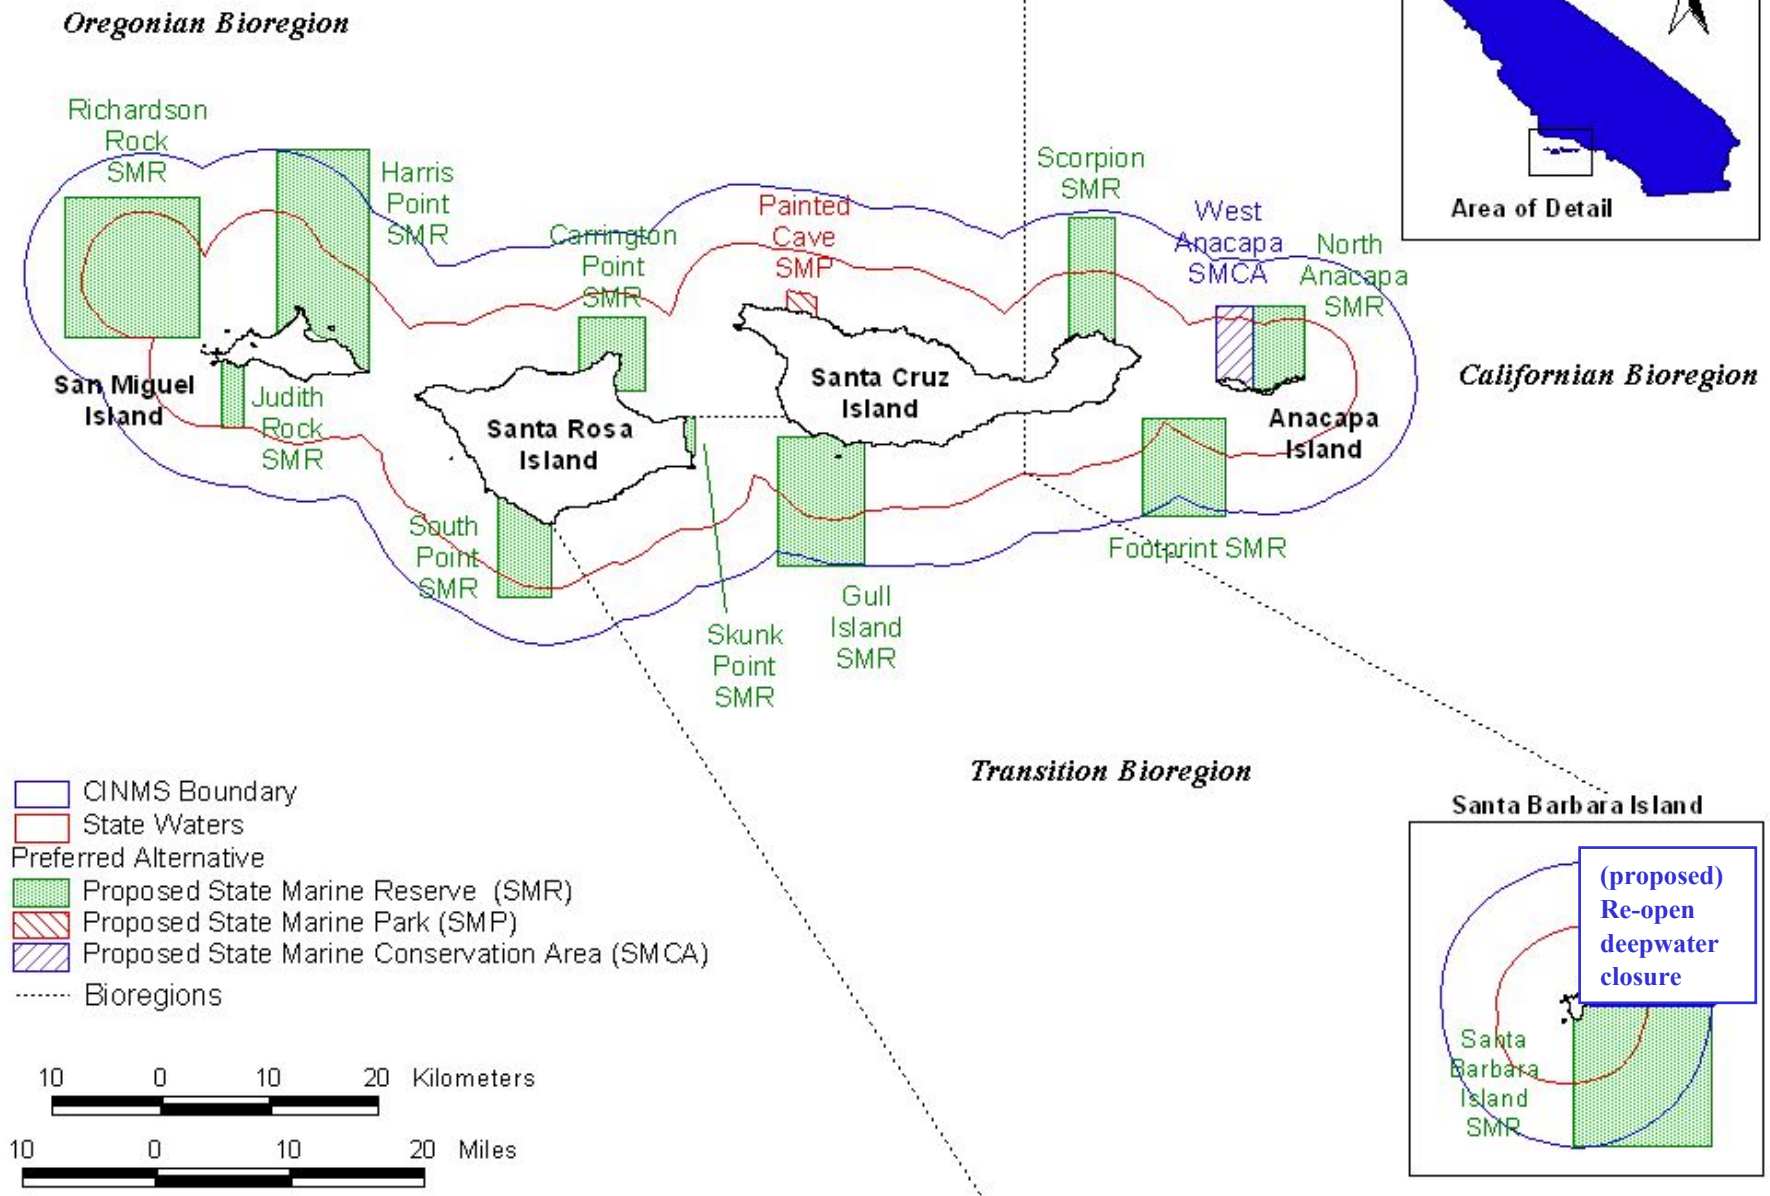 Oregonian Bioregion
Richardson
Rock
SMR
Harris
Point
SMR
Carrington
Point
SMR
Painted
Cave
SMP
Scorpion
SMR
West
Anacapa
SMCA
North
Anacapa
SMR
Area of Detail
Californian Bioregion
San Miguel
Island
Judith
Rock
SMR
Santa Rosa
Island
Santa Cruz
Island
Anacapa
Island
South
Point
SMR
Skunk
Point
SMR
Gull
Island
SMR
Footprint SMR
Transition Bioregion
CINMS Boundary
State Waters
Preferred Alternative
Proposed State Marine Reserve (SMR)
Proposed State Marine Park (SMP)
Proposed State Marine Conservation Area (SMCA)
Bioregions
10 0 10 20 Kilometers
10 0 10 20 Miles
Santa Barbara Island
(proposed)
Re-open
deepwater
closure
Santa
Barbara
Island
SMR